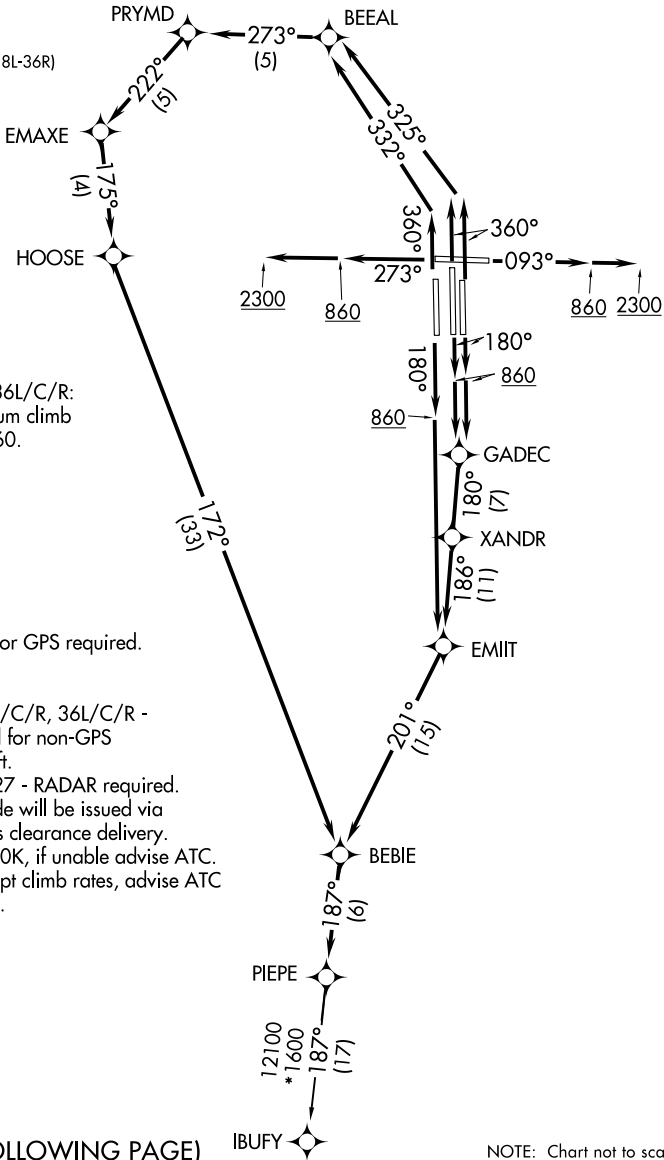 PRYMD
BEEAL
273°
(5)
8L-36R)
222°
(5)
EMAXE
325°
332°
175°
(4)
360°
360°
HOOSE
273°
093°
2300
860
860
2300
180°
180°
860
36L/C/R:
um climb
60.
860
GADEC
180°
(7)
172°
(33)
XANDR
186°
(11)
or GPS required.
EMIIT
/C/R, 36L/C/R -
for non-GPS
ft.
201°
(15)
27 - RADAR required.
de will be issued via
s clearance delivery.
0K, if unable advise ATC.
pt climb rates, advise ATC
BEBIE
187°
(6)
PIEPE
12100
*1600
187°
(17)
OLLOWING PAGE)
IBUFY
NOTE: Chart not to sca